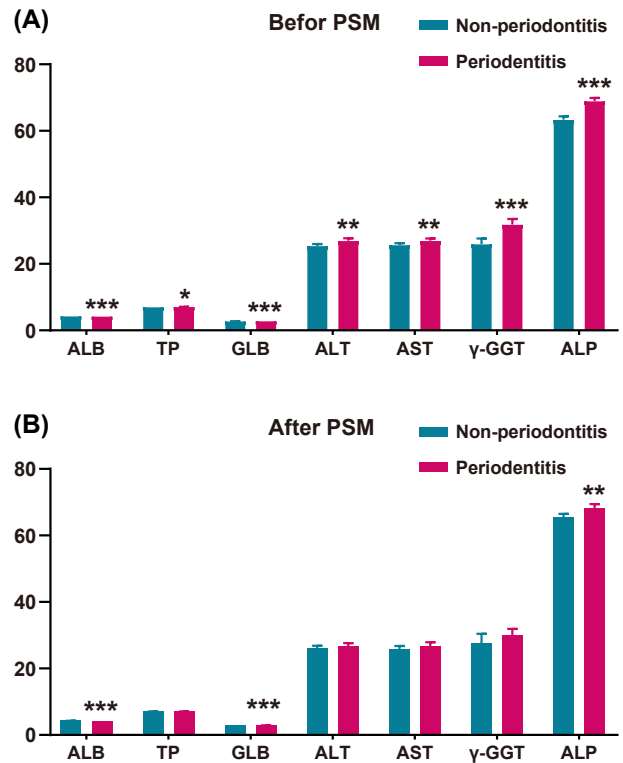 (A)
Befor PSM
Non-periodontitis
Periodentitis
80
60
40
20
0
*** * *** ** ** *** ***
ALB TP GLB ALT AST γ-GGT ALP
(B)
After PSM
Non-periodontitis
Periodentitis
80
60
40
20
0
*** *** **
ALB TP GLB ALT AST γ-GGT ALP